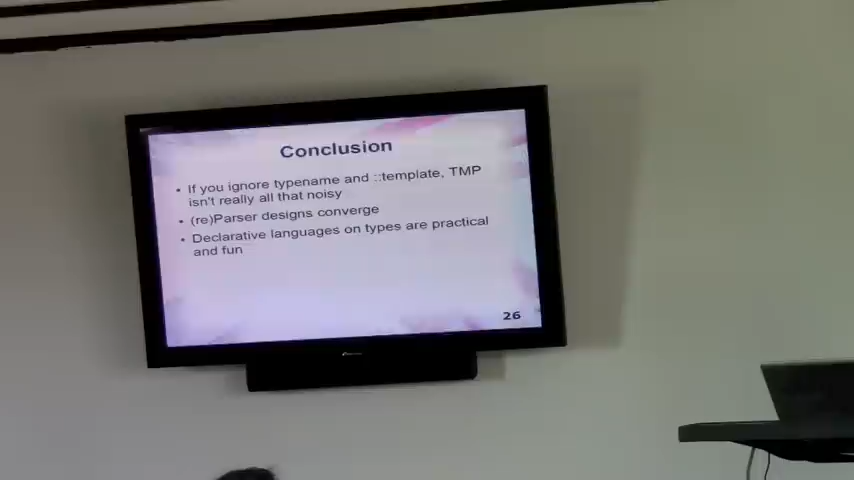 Conclusion
• If you ignore typename and ::template, TMP
isn't really all that noisy
• (re)Parser designs converge
• Declarative languages on types are practical
and fun
26